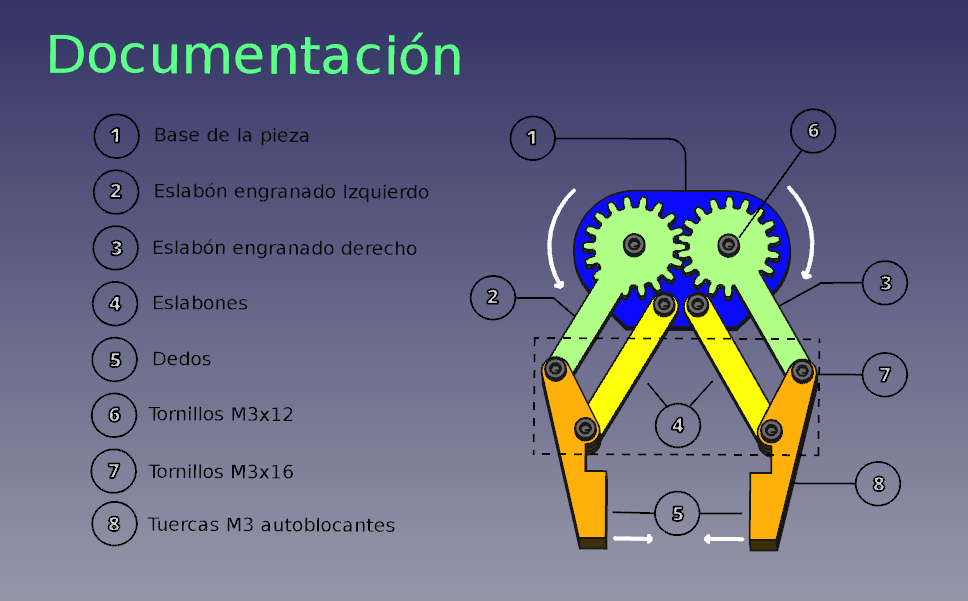 Documentación
1 Base de la pieza
2 Eslabón engranado Izquierdo
3 Eslabón engranado derecho
4 Eslabones
5 Dedos
6 Tornillos M3x12
7 Tornillos M3x16
8 Tuercas M3 autoblocantes
1
6
2
3
7
4
8
5